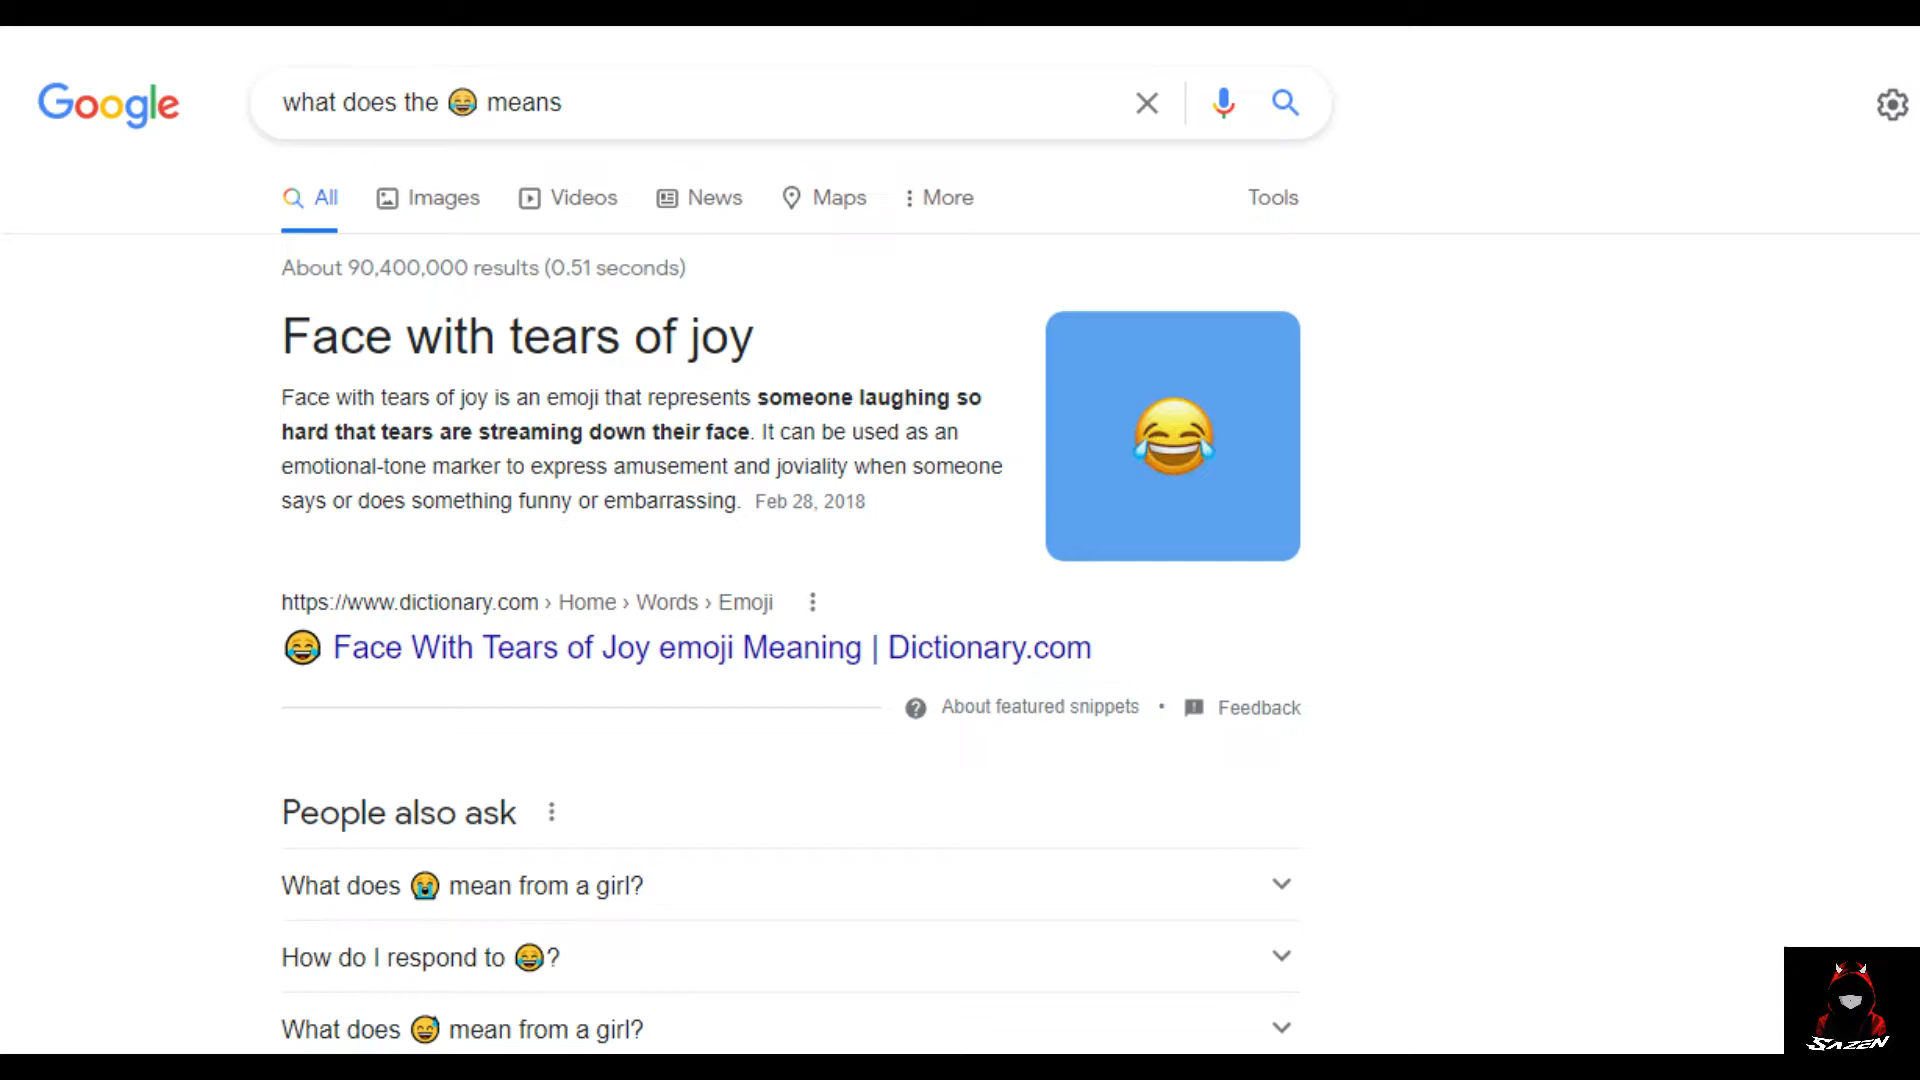 Google
what does the 😂 means
All
Images
Videos
News
Maps
More
Tools
About 90,400,000 results (0.51 seconds)
Face with tears of joy
Face with tears of joy is an emoji that represents someone laughing so
hard that tears are streaming down their face. It can be used as an
emotional-tone marker to express amusement and joviality when someone
says or does something funny or embarrassing. Feb 28, 2018
https://www.dictionary.com › Home › Words › Emoji
😂 Face With Tears of Joy emoji Meaning | Dictionary.com
About featured snippets • Feedback
People also ask
What does 😭 mean from a girl?
How do I respond to 😂?
What does 😅 mean from a girl?
SAZEN